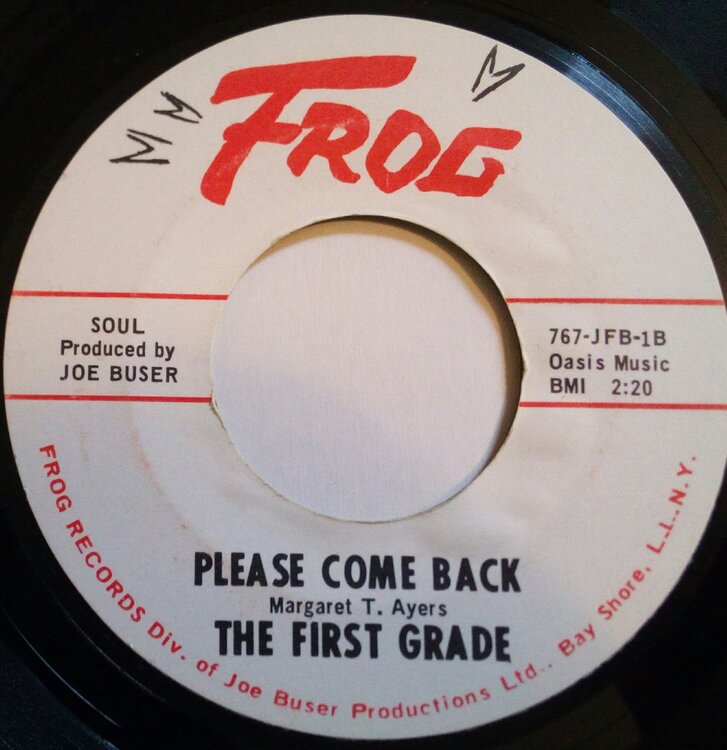 FROG
SOUL
Produced by
JOE BUSER
767-JFB-1B
Oasis Music
BMI 2:20
PLEASE COME BACK
Margaret T. Ayers
THE FIRST GRADE
FROG RECORDS Div. of Joe Buser Productions Ltd., Bay Shore, L.I., N.Y.